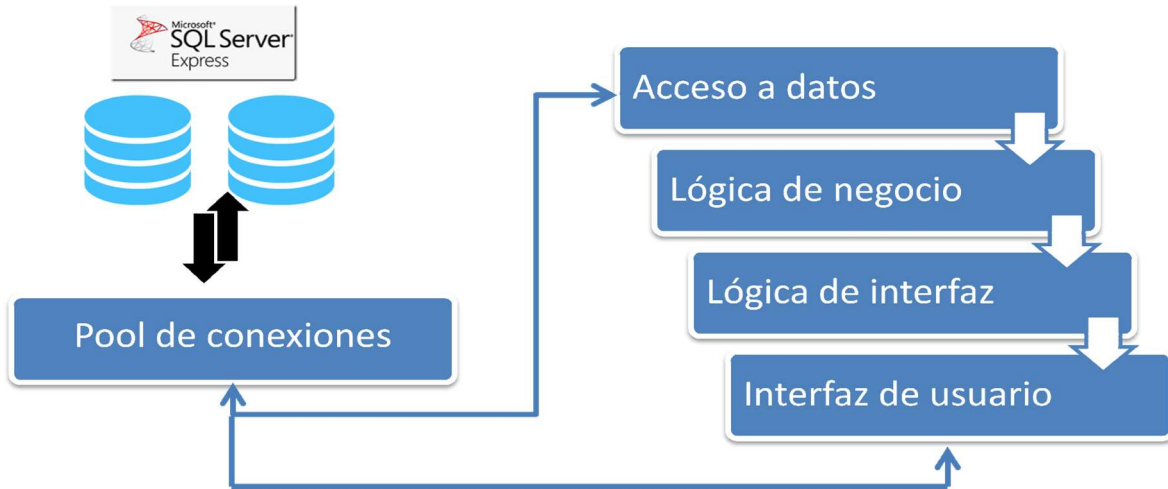 Microsoft®
SQL Server®
Express
Acceso a datos
Lógica de negocio
Lógica de interfaz
Interfaz de usuario
Pool de conexiones